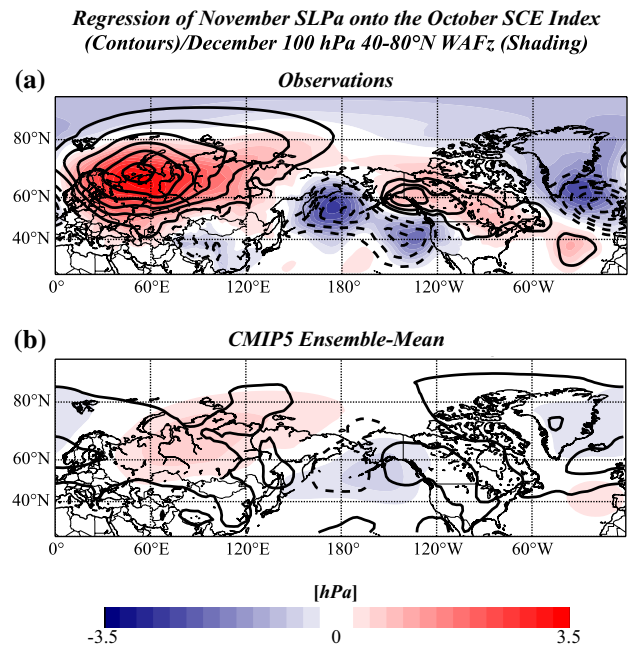 Regression of November SLPa onto the October SCE Index
(Contours)/December 100 hPa 40-80°N WAFz (Shading)
(a) Observations
80°N
60°N
40°N
0° 60°E 120°E 180° 120°W 60°W
(b) CMIP5 Ensemble-Mean
80°N
60°N
40°N
0° 60°E 120°E 180° 120°W 60°W
[hPa]
-3.5 0 3.5